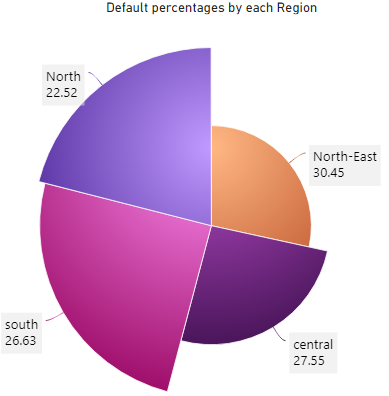 Default percentages by each Region
North
22.52
North-East
30.45
south
26.63
central
27.55